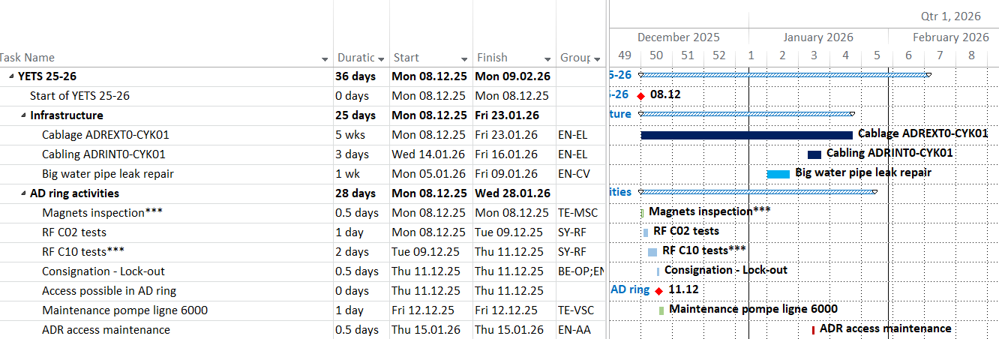 Qtr 1, 2026
December 2025 January 2026 February 2026
Task Name Duratic Start Finish Group 49 50 51 52 1 2 3 4 5 6 7 8
YETS 25-26 36 days Mon 08.12.25 Mon 09.02.26 5-26
Start of YETS 25-26 0 days Mon 08.12.25 Mon 08.12.25 -26 08.12
Infrastructure 25 days Mon 08.12.25 Fri 23.01.26 ture
Cablage ADREXT0-CYK01 5 wks Mon 08.12.25 Fri 23.01.26 EN-EL Cablage ADREXT0-CYK01
Cabling ADRINT0-CYK01 3 days Wed 14.01.26 Fri 16.01.26 EN-EL Cabling ADRINT0-CYK01
Big water pipe leak repair 1 wk Mon 05.01.26 Fri 09.01.26 EN-CV Big water pipe leak repair
AD ring activities 28 days Mon 08.12.25 Wed 28.01.26 ities
Magnets inspection*** 0.5 days Mon 08.12.25 Mon 08.12.25 TE-MSC Magnets inspection***
RF C02 tests 1 day Mon 08.12.25 Tue 09.12.25 SY-RF RF C02 tests
RF C10 tests*** 2 days Tue 09.12.25 Thu 11.12.25 SY-RF RF C10 tests***
Consignation - Lock-out 0.5 days Thu 11.12.25 Thu 11.12.25 BE-OP;EN Consignation - Lock-out
Access possible in AD ring 0 days Thu 11.12.25 Thu 11.12.25 AD ring 11.12
Maintenance pompe ligne 6000 1 day Fri 12.12.25 Fri 12.12.25 TE-VSC Maintenance pompe ligne 6000
ADR access maintenance 0.5 days Thu 15.01.26 Thu 15.01.26 EN-AA ADR access maintenance